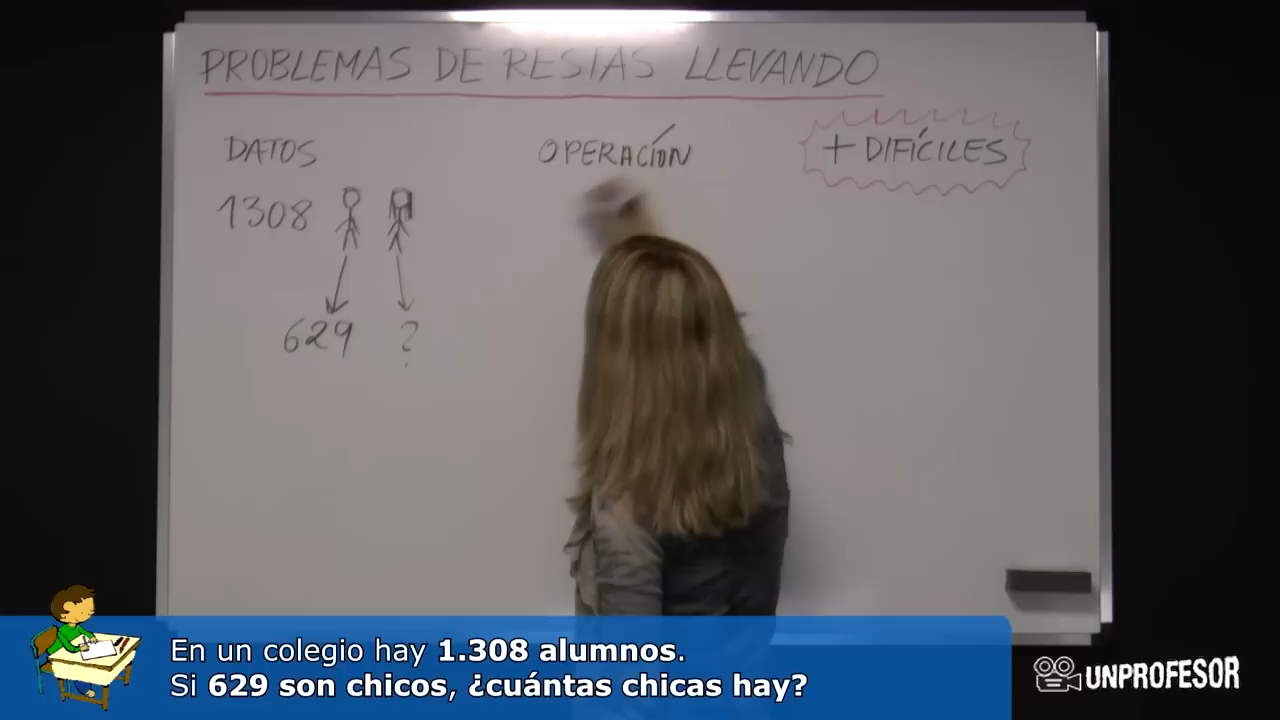 PROBLEMAS DE RESTAS LLEVANDO
DATOS
OPERACIÓN
+ DIFÍCILES
1308
629 ?
En un colegio hay 1.308 alumnos.
Si 629 son chicos, ¿cuántas chicas hay?
UNPROFESOR